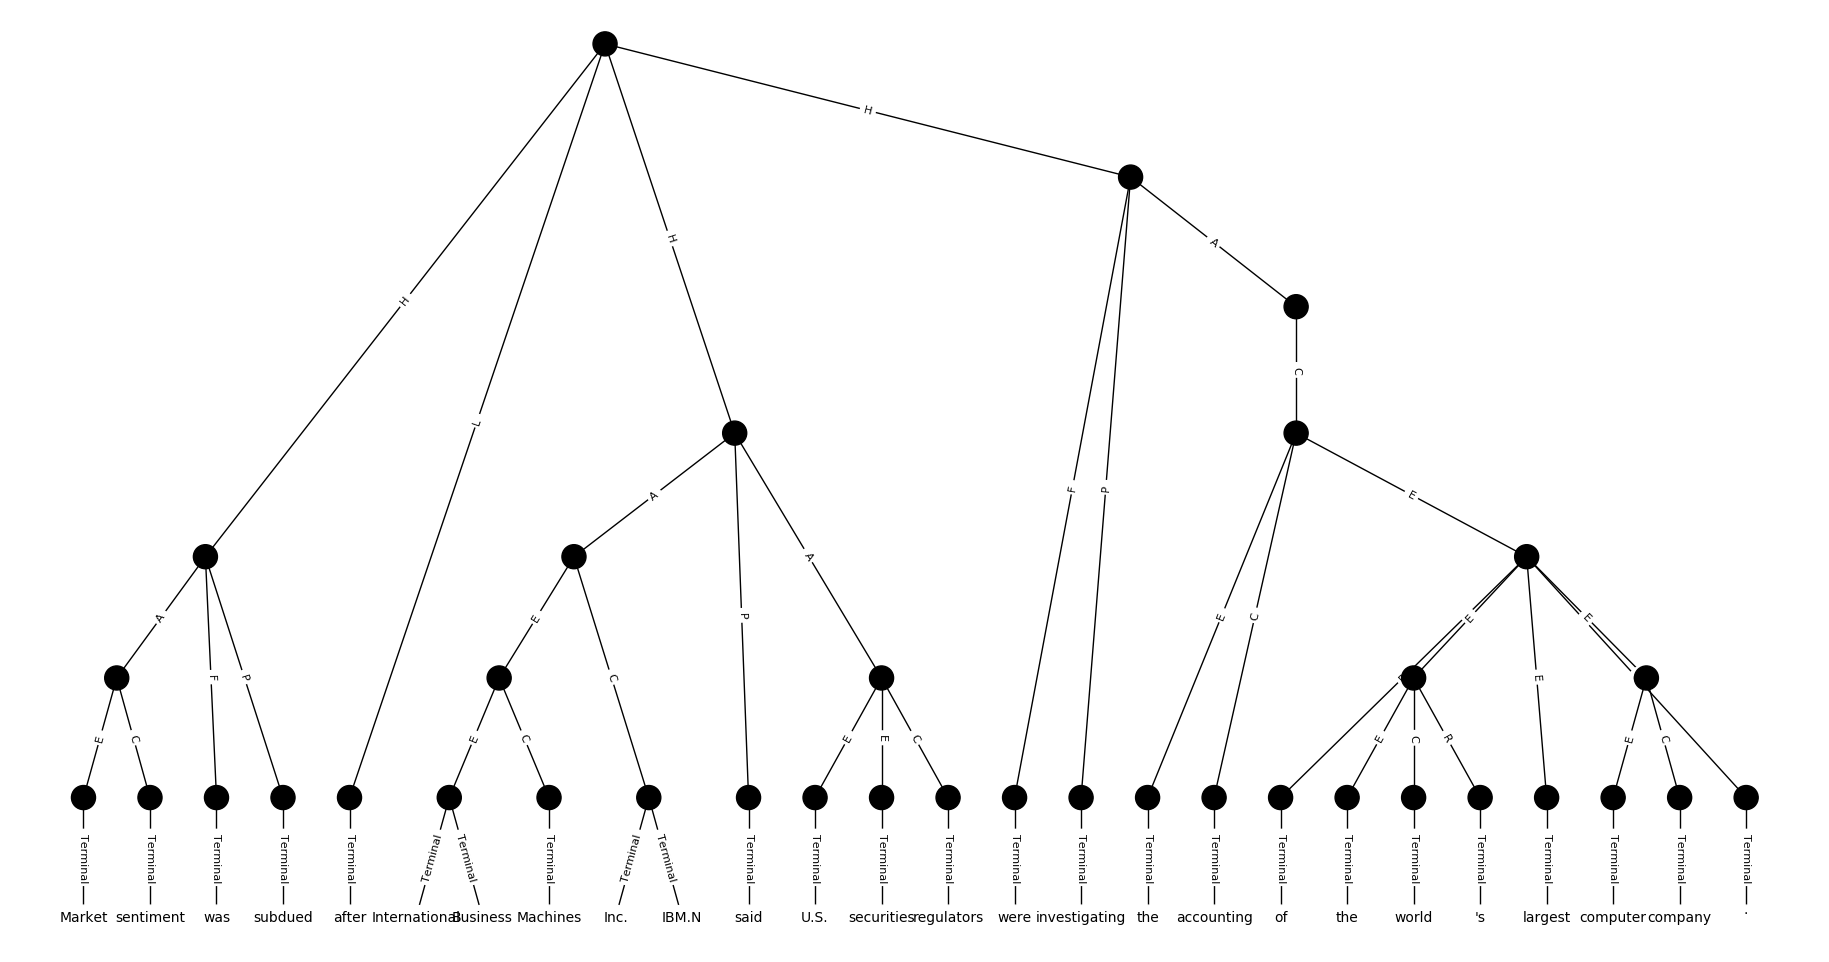 H
A
H
A
H
C
L
F P
A E
E A P E C E E
A F P E C E E
E C E C E E C E C R E C
Terminal Terminal Terminal Terminal Terminal Terminal Terminal Terminal Terminal Terminal Terminal Terminal Terminal Terminal Terminal Terminal Terminal Terminal Terminal Terminal Terminal Terminal Terminal Terminal Terminal Terminal
Market sentiment was subdued after International Business Machines Inc. IBM.N said U.S. securities regulators were investigating the accounting of the world 's largest computer company .